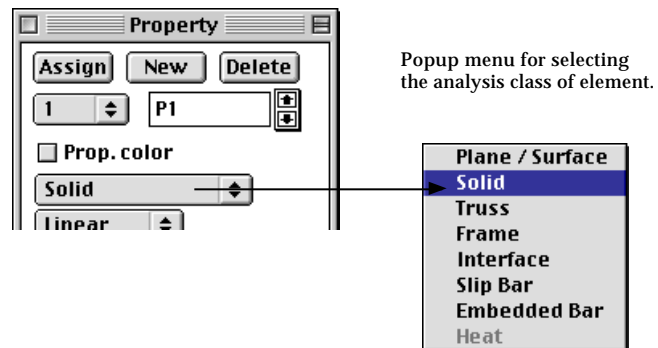 Property
Assign New Delete
1 P1
Prop. color
Solid
Linear
Popup menu for selecting
the analysis class of element.
Plane / Surface
Solid
Truss
Frame
Interface
Slip Bar
Embedded Bar
Heat